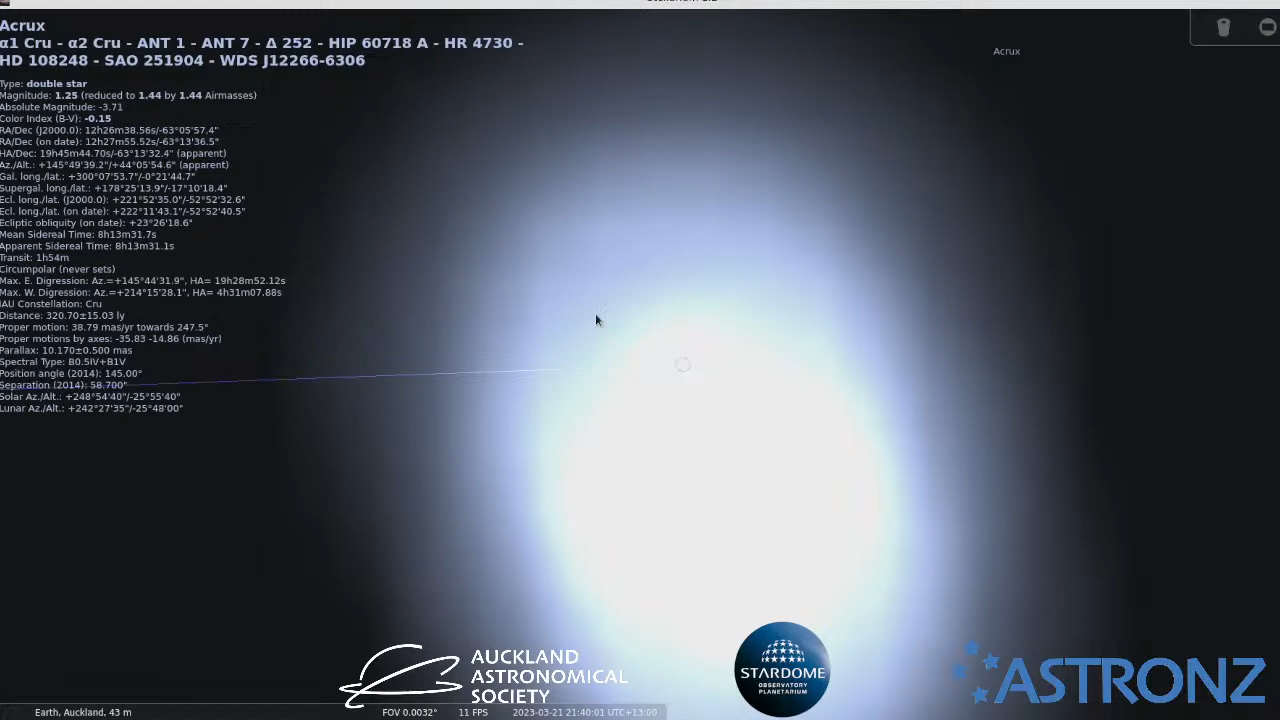 Acrux
α1 Cru - α2 Cru - ANT 1 - ANT 7 - Δ 252 - HIP 60718 A - HR 4730 -
HD 108248 - SAO 251904 - WDS J12266-6306
Acrux
Type: double star
Magnitude: 1.25 (reduced to 1.44 by 1.44 Airmasses)
Absolute Magnitude: -3.71
Color Index (B-V): -0.15
RA/Dec (J2000.0): 12h26m38.56s/-63°05'57.4"
RA/Dec (on date): 12h27m55.52s/-63°13'36.5"
HA/Dec: 19h45m44.70s/-63°13'32.4" (apparent)
Az./Alt.: +145°49'39.2"/+44°05'54.6" (apparent)
Gal. long./lat.: +300°07'53.7"/-0°21'44.7"
Supergal. long./lat.: +178°25'13.9"/-17°10'18.4"
Ecl. long./lat. (J2000.0): +221°52'35.0"/-52°52'32.6"
Ecl. long./lat. (on date): +222°11'43.1"/-52°52'40.5"
Ecliptic obliquity (on date): +23°26'18.6"
Mean Sidereal Time: 8h13m31.7s
Apparent Sidereal Time: 8h13m31.1s
Transit: 1h54m
Circumpolar (never sets)
Max. E. Digression: Az.=+145°44'31.9", HA= 19h28m52.12s
Max. W. Digression: Az.=+214°15'28.1", HA= 4h31m07.88s
IAU Constellation: Cru
Distance: 320.70±15.03 ly
Proper motion: 38.79 mas/yr towards 247.5°
Proper motions by axes: -35.83 -14.86 (mas/yr)
Parallax: 10.170±0.500 mas
Spectral Type: B0.5IV+B1V
Position angle (2014): 145.00°
Separation (2014): 58.700"
Solar Az./Alt.: +248°54'40"/-25°55'40"
Lunar Az./Alt.: +242°27'35"/-25°48'00"
AUCKLAND
ASTRONOMICAL
SOCIETY
STARDOME
OBSERVATORY
PLANETARIUM
ASTRONZ
Earth, Auckland, 43 m
FOV 0.0032°
11 FPS
2023-03-21 21:40:01 UTC+13:00